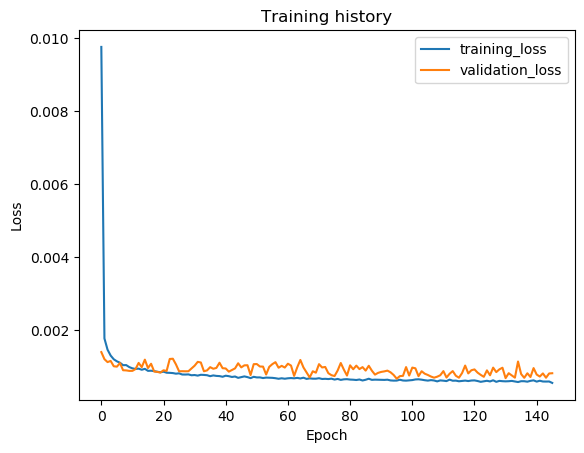 Training history
training_loss
validation_loss
0.010
0.008
0.006
0.004
0.002
Loss
0 20 40 60 80 100 120 140
Epoch